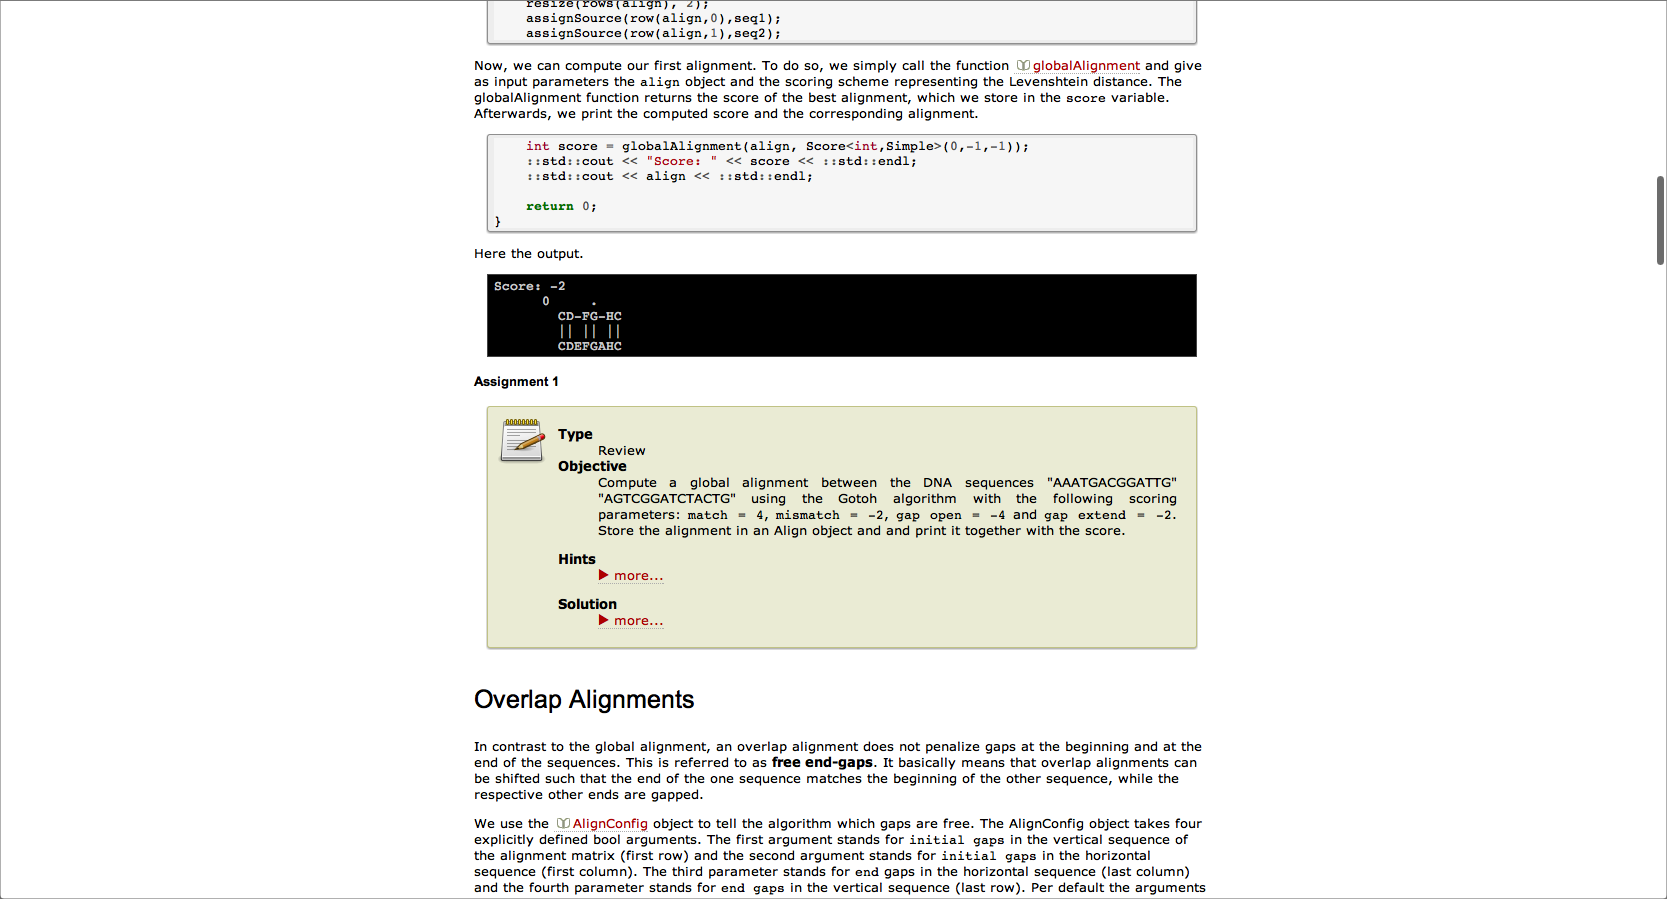 resize(rows(align), 2);
assignSource(row(align,0),seq1);
assignSource(row(align,1),seq2);
Now, we can compute our first alignment. To do so, we simply call the function globalAlignment and give
as input parameters the align object and the scoring scheme representing the Levenshtein distance. The
globalAlignment function returns the score of the best alignment, which we store in the score variable.
Afterwards, we print the computed score and the corresponding alignment.
int score = globalAlignment(align, Score<int,Simple>(0,-1,-1));
::std::cout << "Score: " << score << ::std::endl;
::std::cout << align << ::std::endl;
return 0;
}
Here the output.
Score: -2
0     .
CD-FG-HC
|| || ||
CDEFGAHC
Assignment 1
Type
Review
Objective
Compute a global alignment between the DNA sequences "AAATGACGGATTG"
"AGTCGGATCTACTG" using the Gotoh algorithm with the following scoring
parameters: match = 4, mismatch = -2, gap open = -4 and gap extend = -2.
Store the alignment in an Align object and and print it together with the score.
Hints
more...
Solution
more...
Overlap Alignments
In contrast to the global alignment, an overlap alignment does not penalize gaps at the beginning and at the
end of the sequences. This is referred to as free end-gaps. It basically means that overlap alignments can
be shifted such that the end of the one sequence matches the beginning of the other sequence, while the
respective other ends are gapped.
We use the AlignConfig object to tell the algorithm which gaps are free. The AlignConfig object takes four
explicitly defined bool arguments. The first argument stands for initial gaps in the vertical sequence of
the alignment matrix (first row) and the second argument stands for initial gaps in the horizontal
sequence (first column). The third parameter stands for end gaps in the horizontal sequence (last column)
and the fourth parameter stands for end gaps in the vertical sequence (last row). Per default the arguments